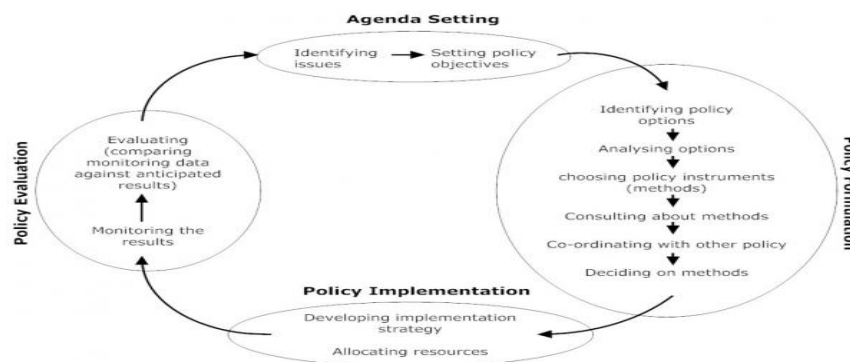 Agenda Setting
Identifying
issues
Setting policy
objectives
Identifying policy
options
Analysing options
choosing policy instruments
(methods)
Consulting about methods
Co-ordinating with other policy
Deciding on methods
Policy Formulation
Policy Implementation
Developing implementation
strategy
Allocating resources
Policy Evaluation
Evaluating
(comparing
monitoring data
against anticipated
results)
Monitoring the
results